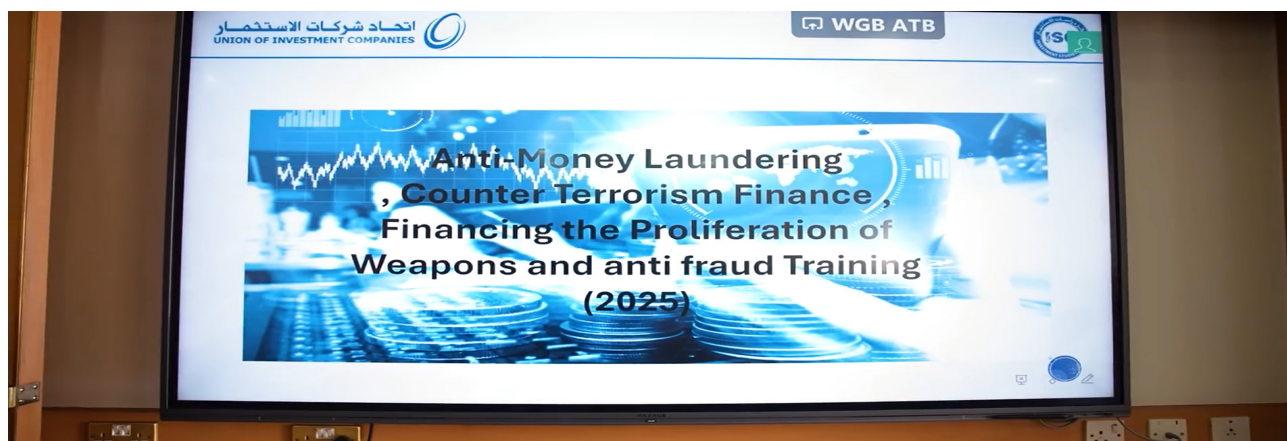 اتحاد شركات الاستثمار
UNION OF INVESTMENT COMPANIES
WGB ATB
Anti-Money Laundering
, Counter Terrorism Finance ,
Financing the Proliferation of
Weapons and anti fraud Training
(2025)